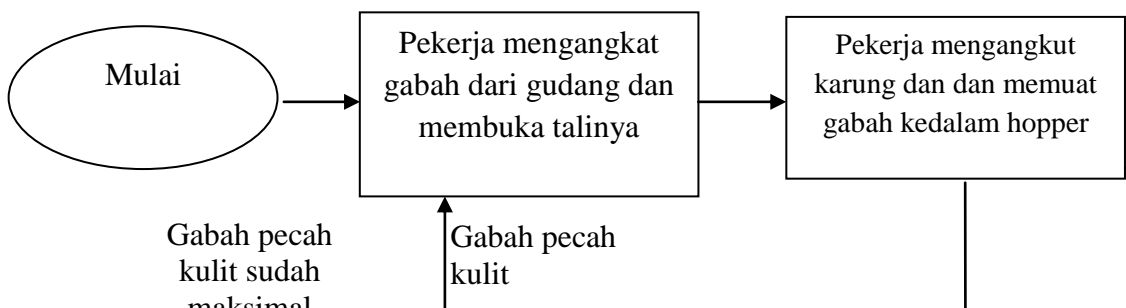 Mulai
Pekerja mengangkat
gabah dari gudang dan
membuka talinya
Pekerja mengangkut
karung dan dan memuat
gabah kedalam hopper
Gabah pecah
kulit sudah
maksimal
Gabah pecah
kulit